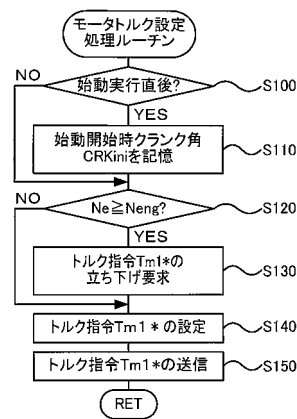 モータトルク設定
処理ルーチン
NO
始動実行直後?
S100
YES
始動開始時クランク角
CRKiniを記憶
S110
NO
Ne≧Neng?
S120
YES
トルク指令Tm1*の
立ち下げ要求
S130
トルク指令Tm1*の設定
S140
トルク指令Tm1*の送信
S150
RET